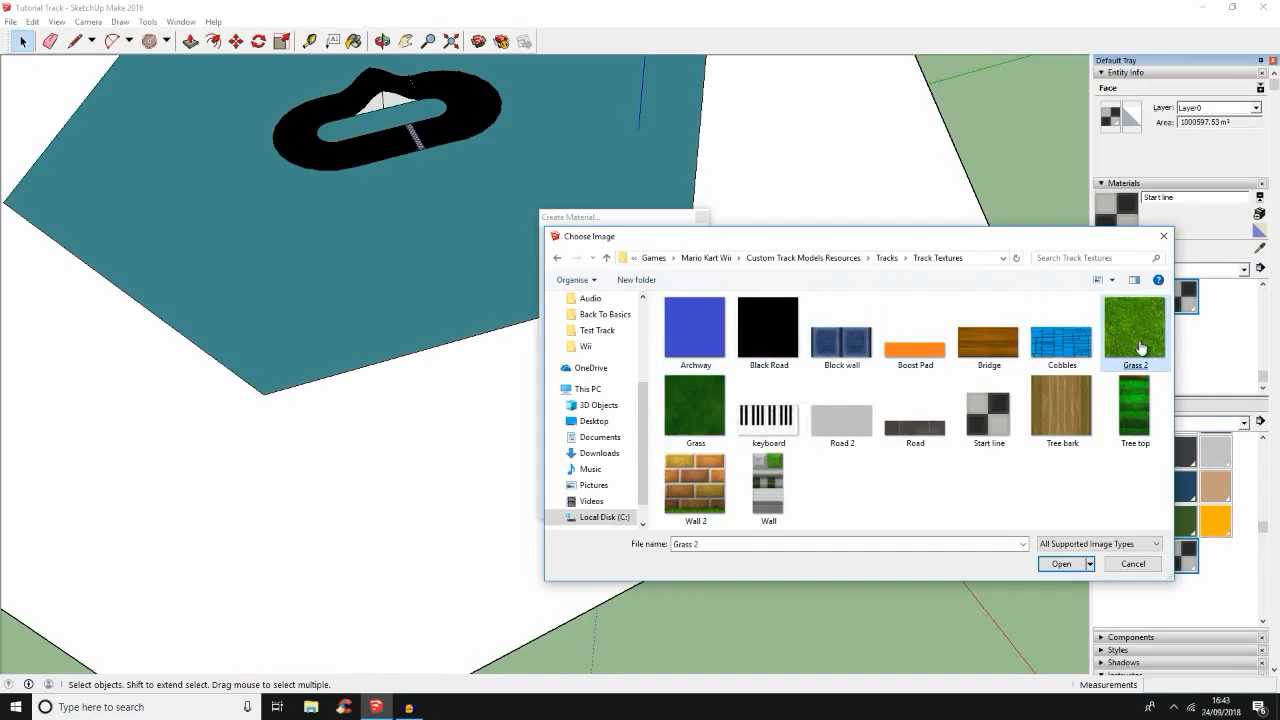 Tutorial Track - SketchUp Make 2016
File Edit View Camera Draw Tools Window Help
Default Tray
Entity Info
Face
Layer: Layer0
Area: 1000597.53 m²
Materials
Start line
Create Material...
Choose Image
« Games › Mario Kart Wii › Custom Track Models Resources › Tracks › Track Textures
Search Track Textures
Organise New folder
Audio
Back To Basics
Test Track
Wii
OneDrive
This PC
3D Objects
Desktop
Documents
Downloads
Music
Pictures
Videos
Local Disk (C:)
Archway Black Road Block wall Boost Pad Bridge Cobbles Grass 2
Grass keyboard Road 2 Road Start line Tree bark Tree top
Wall 2 Wall
File name: Grass 2 All Supported Image Types
Open Cancel
Components
Styles
Shadows
Select objects. Shift to extend select. Drag mouse to select multiple. Measurements
Type here to search
16:43
24/09/2018